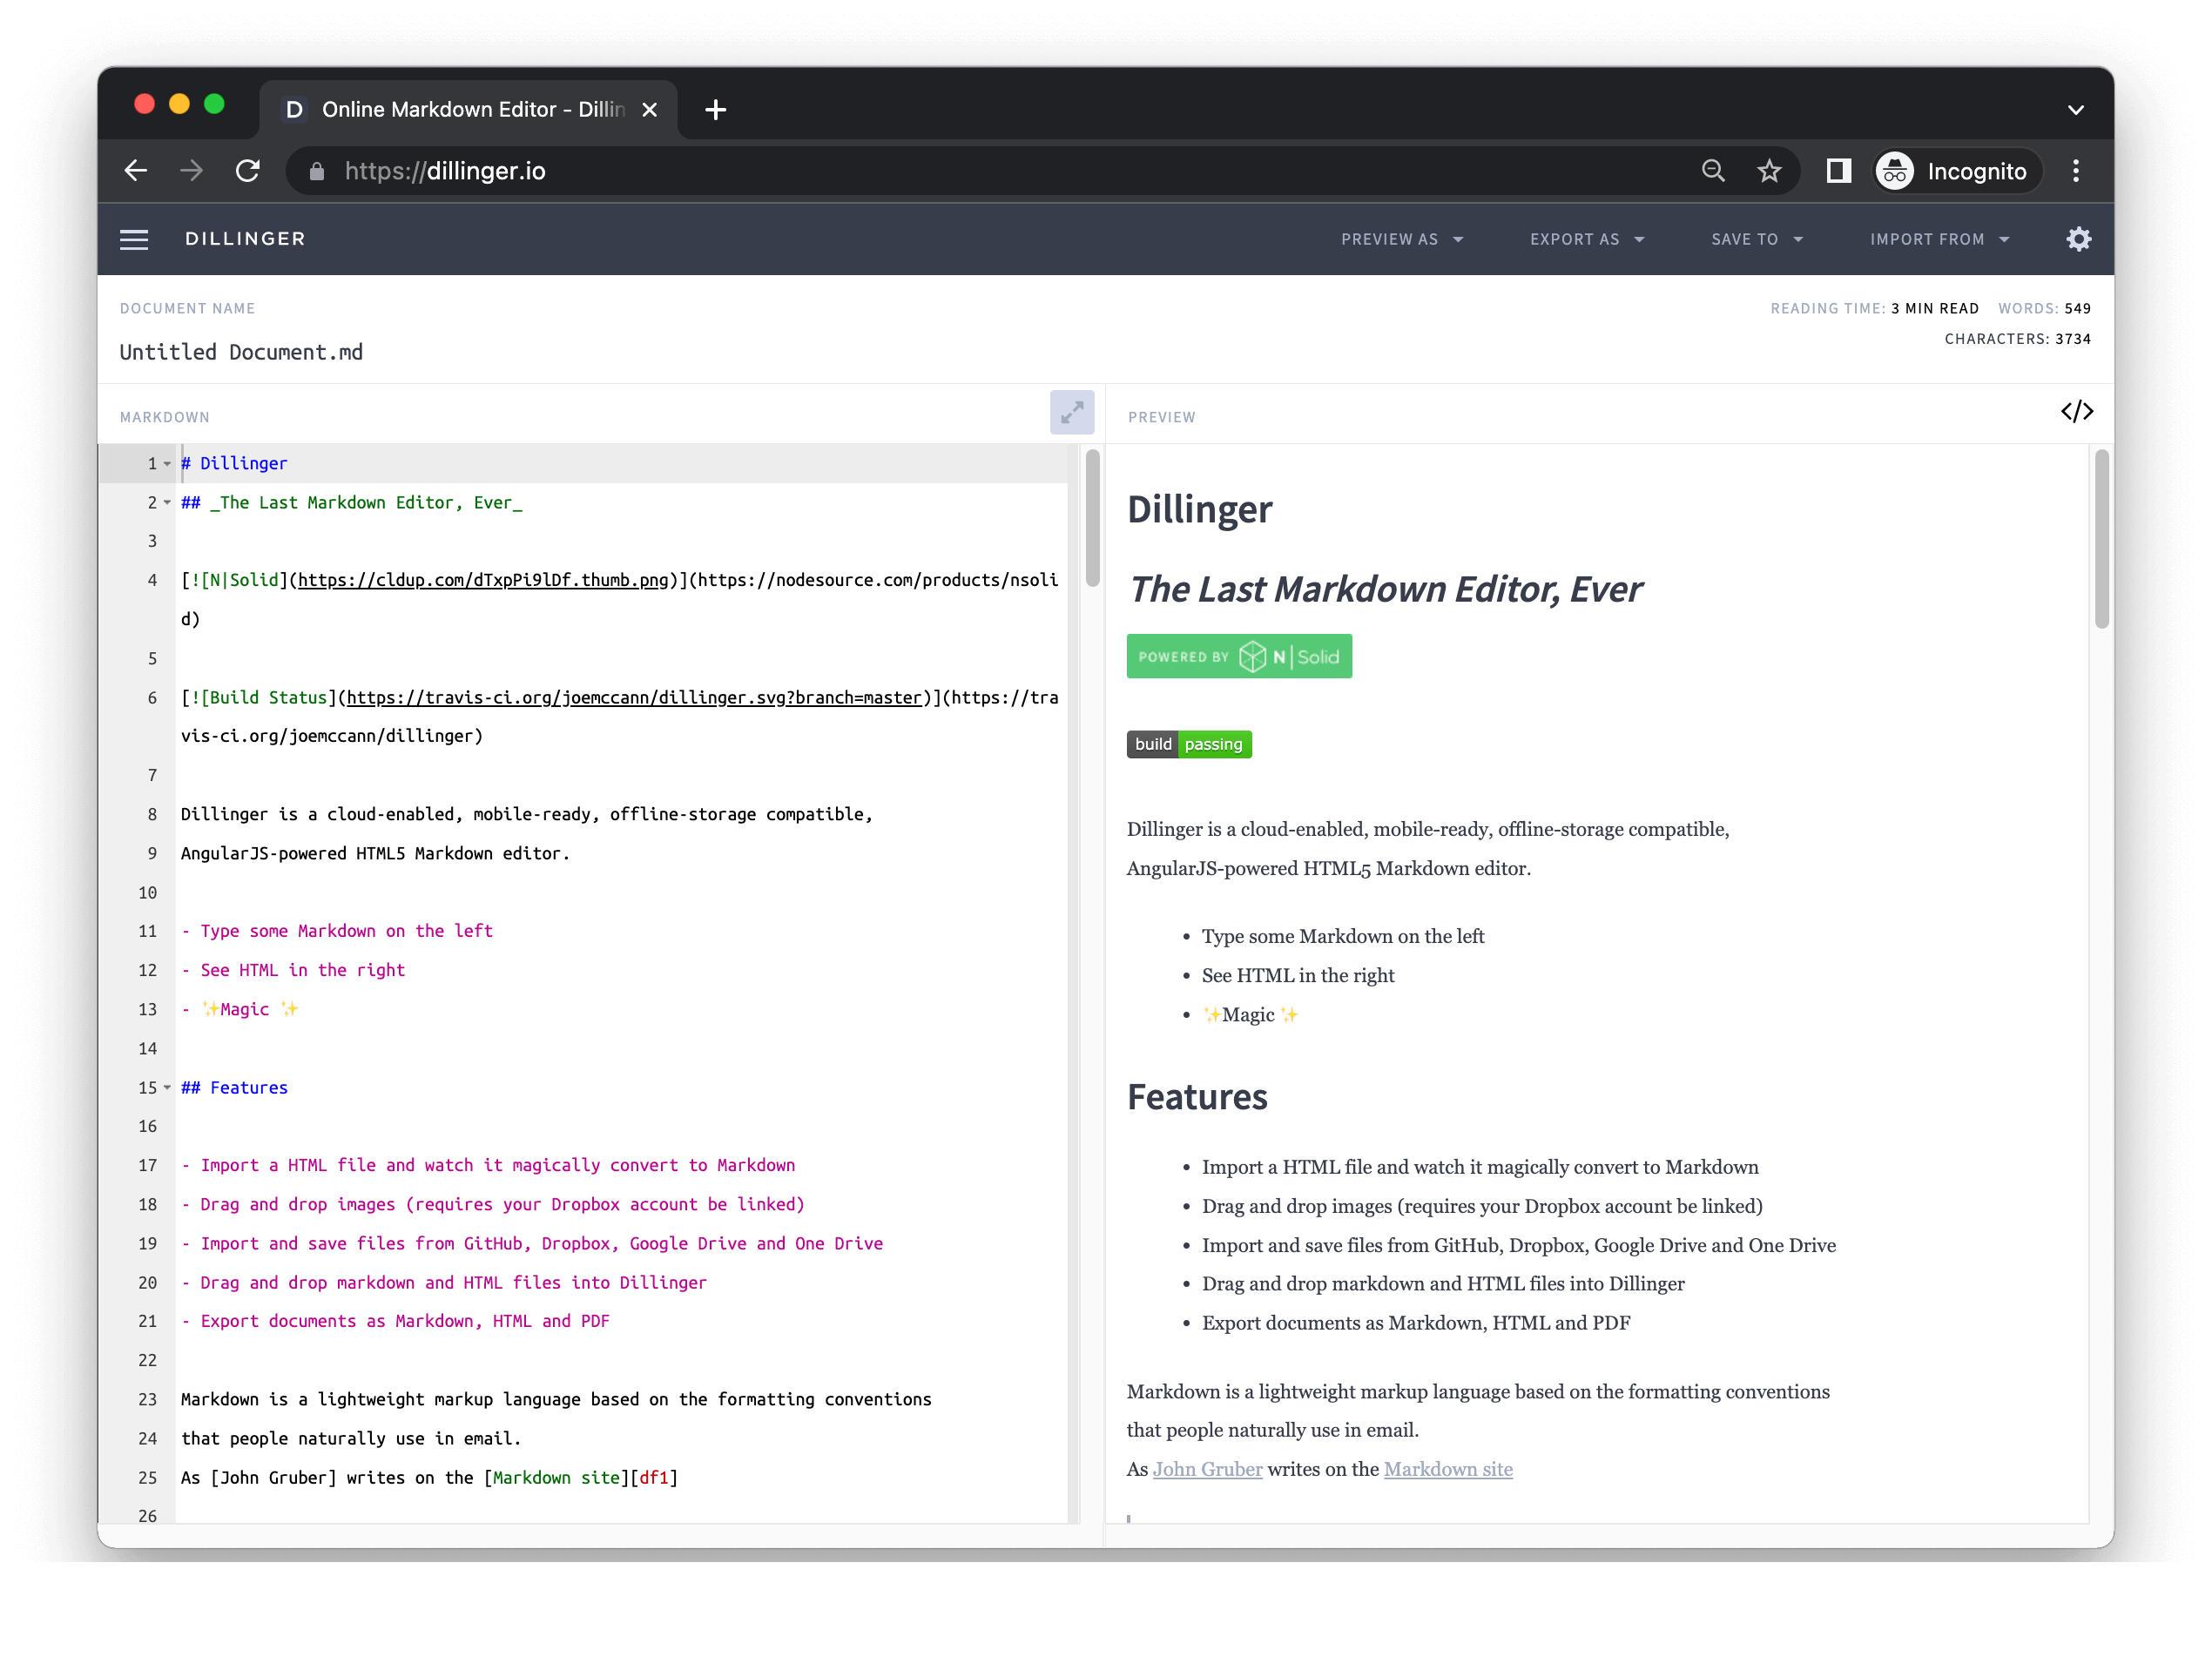 D Online Markdown Editor - Dillin
https://dillinger.io
Incognito
DILLINGER
PREVIEW AS
EXPORT AS
SAVE TO
IMPORT FROM
DOCUMENT NAME
READING TIME: 3 MIN READ WORDS: 549
CHARACTERS: 3734
Untitled Document.md
MARKDOWN
1 # Dillinger
2 ## _The Last Markdown Editor, Ever_
3
4 [![N|Solid](https://cldup.com/dTxpPi9lDf.thumb.png)](https://nodesource.com/products/nsoli
d)
5
6 [![Build Status](https://travis-ci.org/joemccann/dillinger.svg?branch=master)](https://tra
vis-ci.org/joemccann/dillinger)
7
8 Dillinger is a cloud-enabled, mobile-ready, offline-storage compatible,
9 AngularJS-powered HTML5 Markdown editor.
10
11 - Type some Markdown on the left
12 - See HTML in the right
13 - ✨Magic ✨
14
15 ## Features
16
17 - Import a HTML file and watch it magically convert to Markdown
18 - Drag and drop images (requires your Dropbox account be linked)
19 - Import and save files from GitHub, Dropbox, Google Drive and One Drive
20 - Drag and drop markdown and HTML files into Dillinger
21 - Export documents as Markdown, HTML and PDF
22
23 Markdown is a lightweight markup language based on the formatting conventions
24 that people naturally use in email.
25 As [John Gruber] writes on the [Markdown site][df1]
26
PREVIEW
</>
Dillinger
The Last Markdown Editor, Ever
POWERED BY N|Solid
build passing
Dillinger is a cloud-enabled, mobile-ready, offline-storage compatible,
AngularJS-powered HTML5 Markdown editor.
• Type some Markdown on the left
• See HTML in the right
• ✨Magic ✨
Features
• Import a HTML file and watch it magically convert to Markdown
• Drag and drop images (requires your Dropbox account be linked)
• Import and save files from GitHub, Dropbox, Google Drive and One Drive
• Drag and drop markdown and HTML files into Dillinger
• Export documents as Markdown, HTML and PDF
Markdown is a lightweight markup language based on the formatting conventions
that people naturally use in email.
As John Gruber writes on the Markdown site